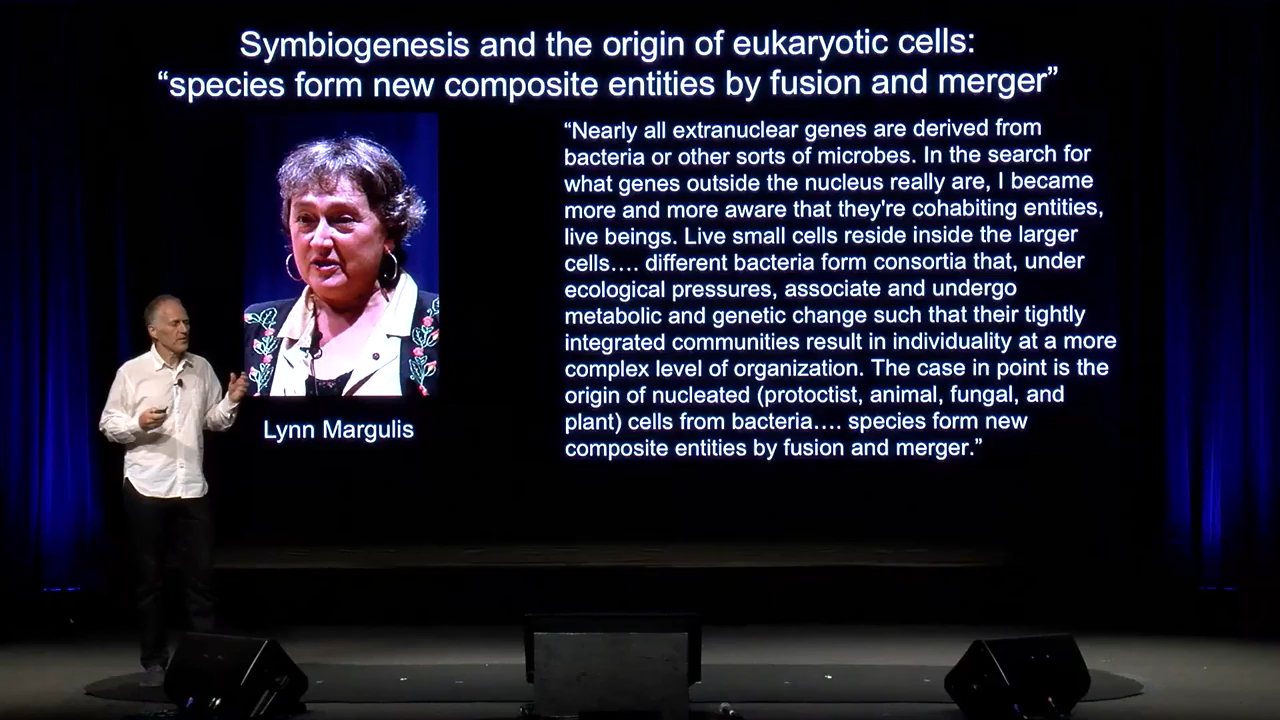 Symbiogenesis and the origin of eukaryotic cells:
“species form new composite entities by fusion and merger”
“Nearly all extranuclear genes are derived from
bacteria or other sorts of microbes. In the search for
what genes outside the nucleus really are, I became
more and more aware that they're cohabiting entities,
live beings. Live small cells reside inside the larger
cells…. different bacteria form consortia that, under
ecological pressures, associate and undergo
metabolic and genetic change such that their tightly
integrated communities result in individuality at a more
complex level of organization. The case in point is the
origin of nucleated (protoctist, animal, fungal, and
plant) cells from bacteria…. species form new
composite entities by fusion and merger.”
Lynn Margulis